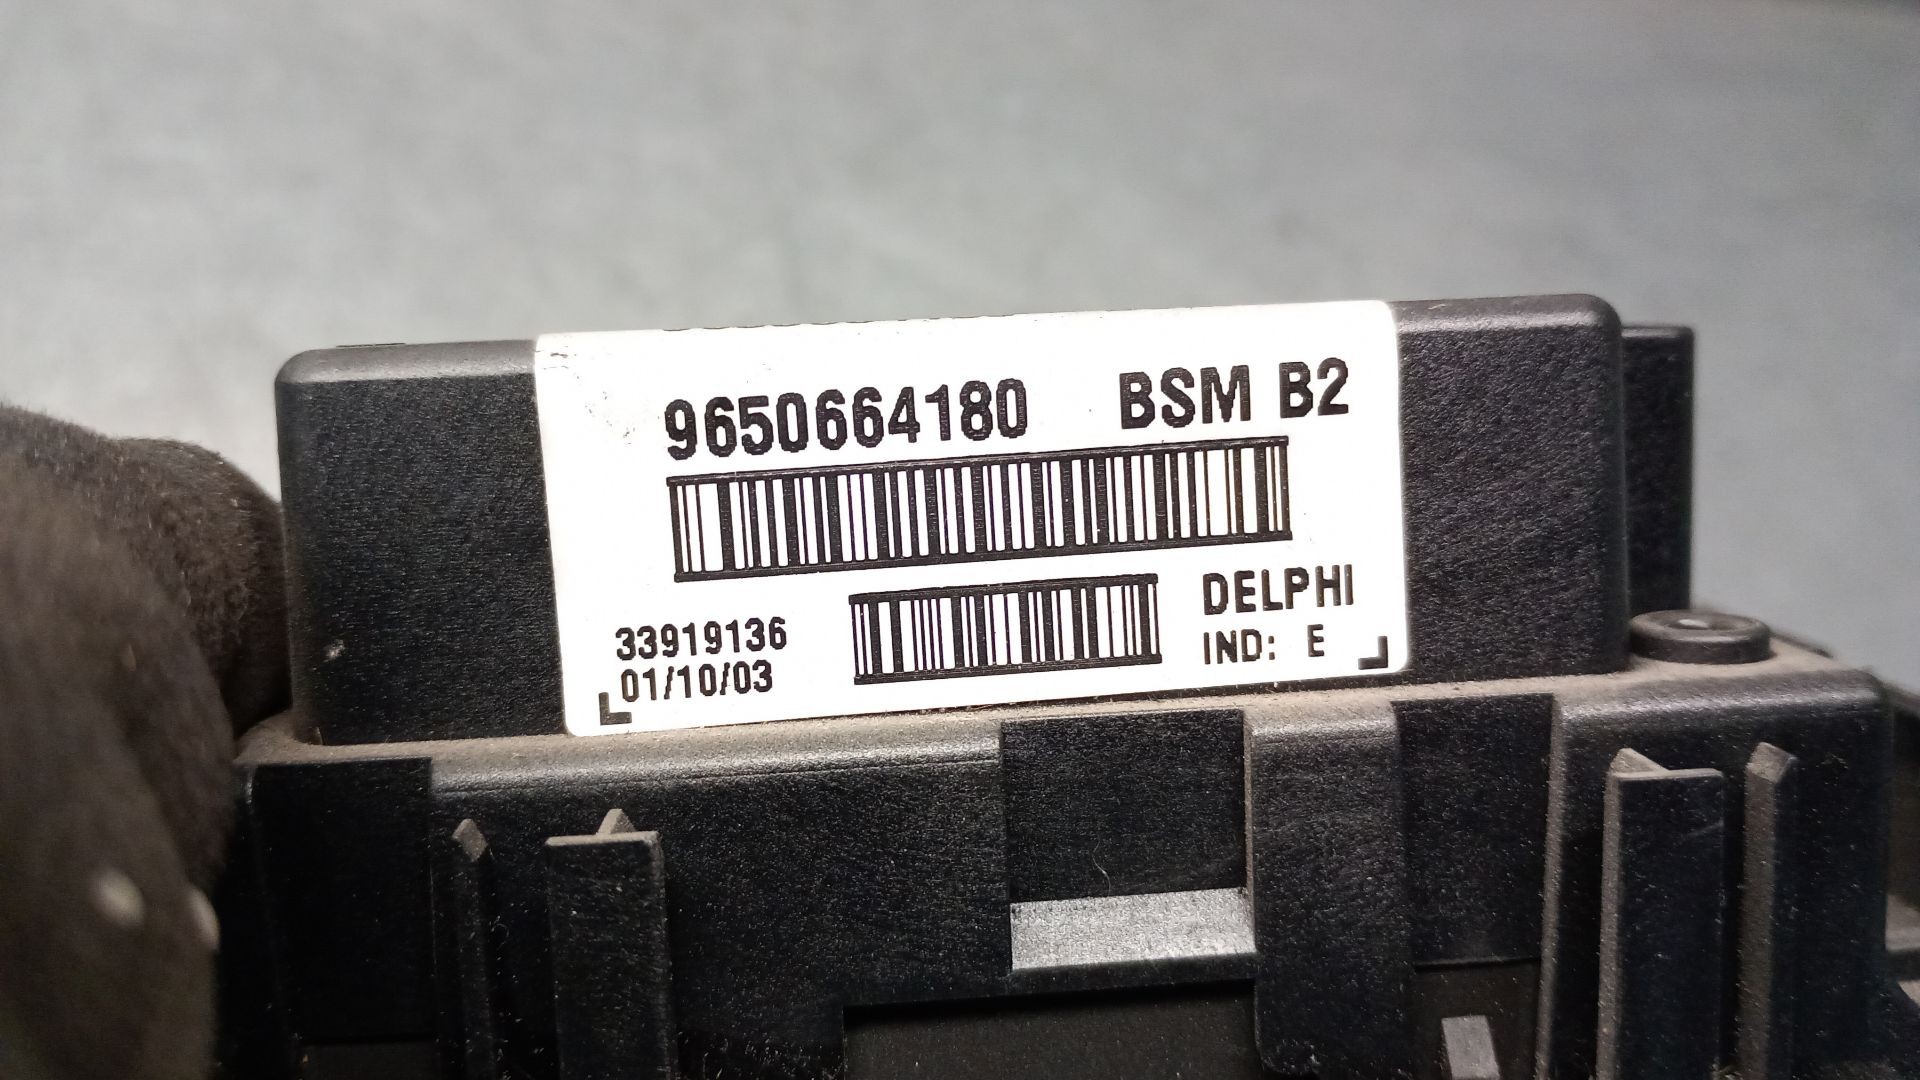 9650664180 BSM B2
DELPHI
33919136
IND: E
01/10/03